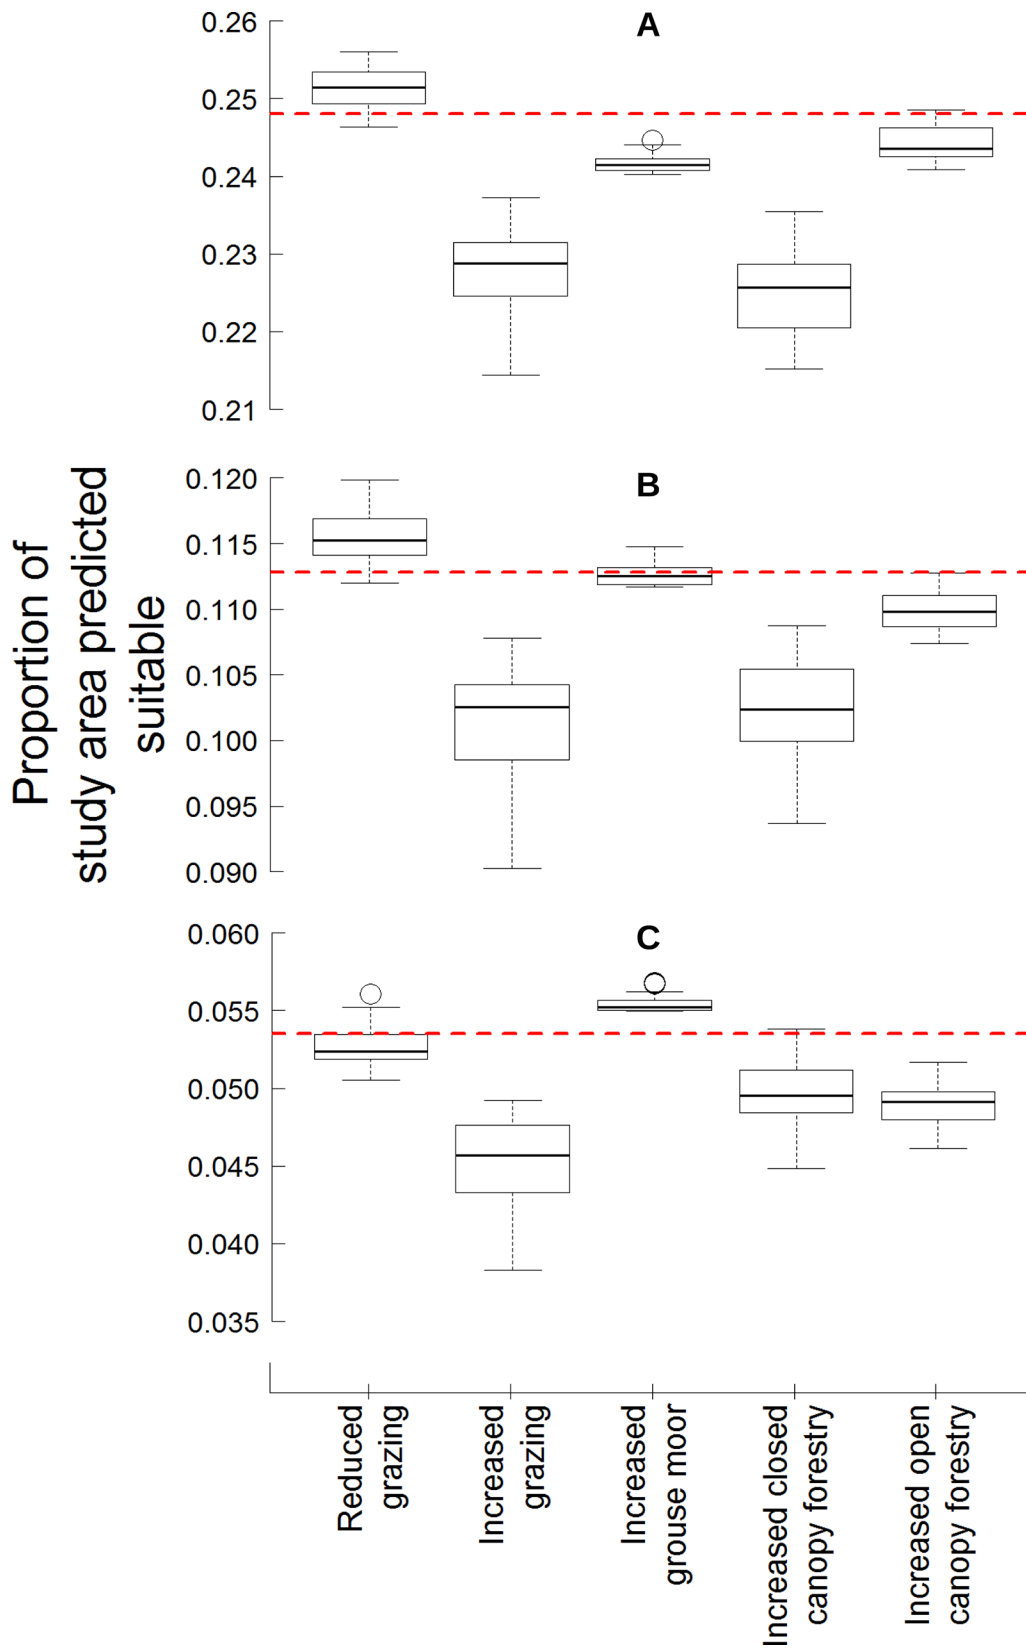 Proportion of
study area predicted
suitable
A
0.26
0.25
0.24
0.23
0.22
0.21
B
0.120
0.115
0.110
0.105
0.100
0.095
0.090
C
0.060
0.055
0.050
0.045
0.040
0.035
Reduced
grazing
Increased
grazing
Increased
grouse moor
Increased closed
canopy forestry
Increased open
canopy forestry